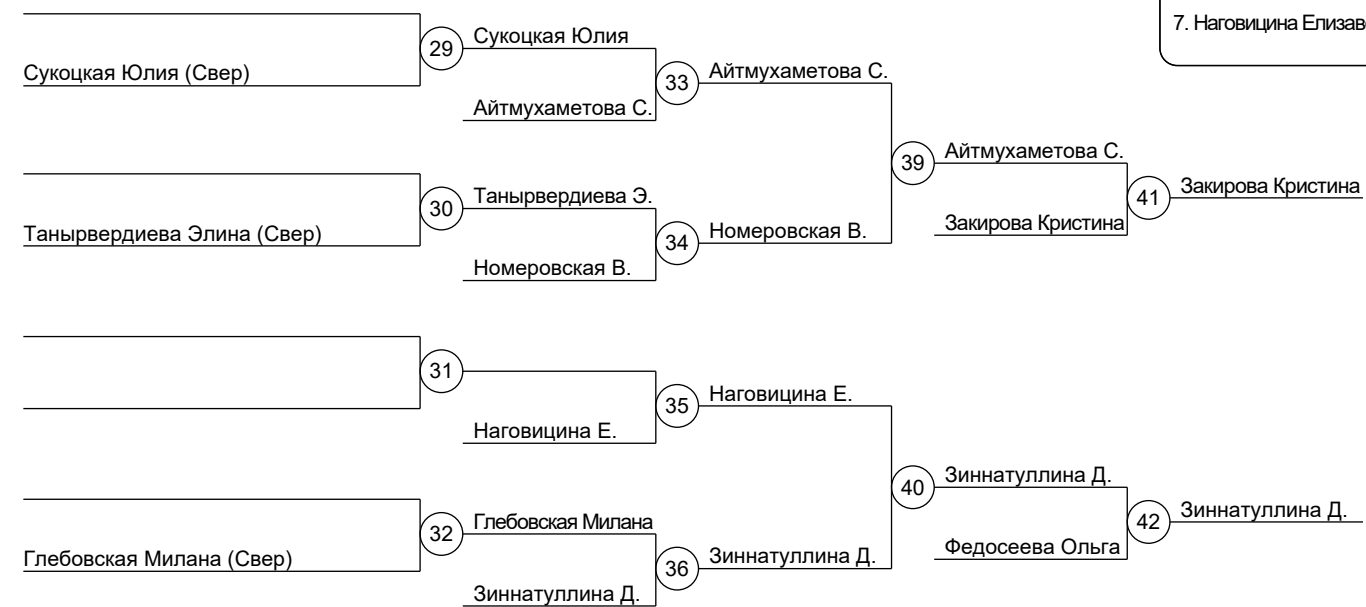 7. Наговицина
29
Сукоцкая Юлия
Сукоцкая Юлия (Свер)
33
Айтмухаметова С.
Айтмухаметова С.
39
Айтмухаметова С.
30
Танырвердиева Э.
Танырвердиева Элина (Свер)
34
Номеровская В.
Номеровская В.
41
Закирова Кристина
Закирова Кристина
31
35
Наговицина Е.
Наговицина Е.
40
Зиннатуллина Д.
32
Глебовская Милана
Глебовская Милана (Свер)
36
Зиннатуллина Д.
Зиннатуллина Д.
42
Зиннатуллина Д.
Федосеева Ольга